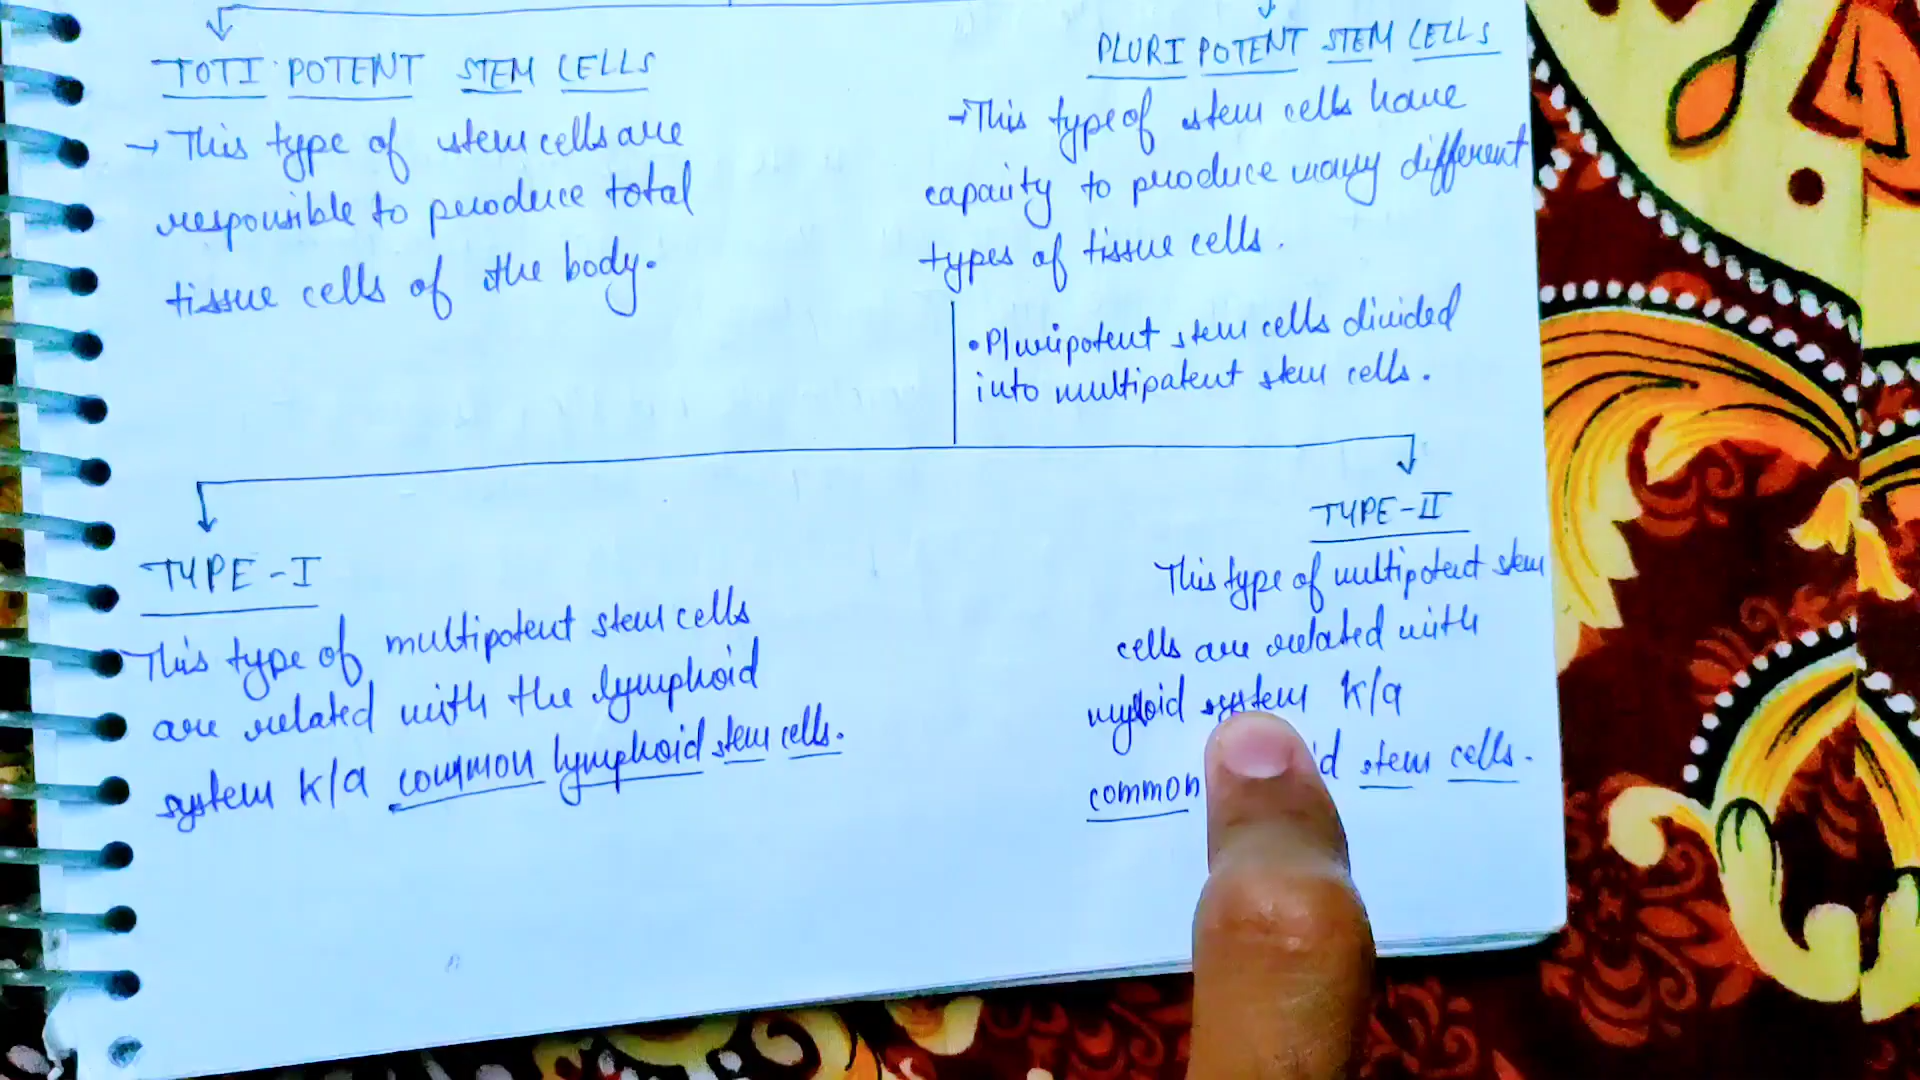 TOTI POTENT STEM CELLS
→ This type of stem cells are
responsible to produce total
tissue cells of the body.
PLURI POTENT STEM CELLS
→ This type of stem cells have
capacity to produce many different
types of tissue cells.
• Pluripotent stem cells divided
into multipatent stem cells.
TYPE-I
This type of multipotent stem cells
are related with the lymphoid
system k/a common lymphoid stem cells.
TYPE-II
This type of multipotent stem
cells are related with
myloid system k/a
common d stem cells.